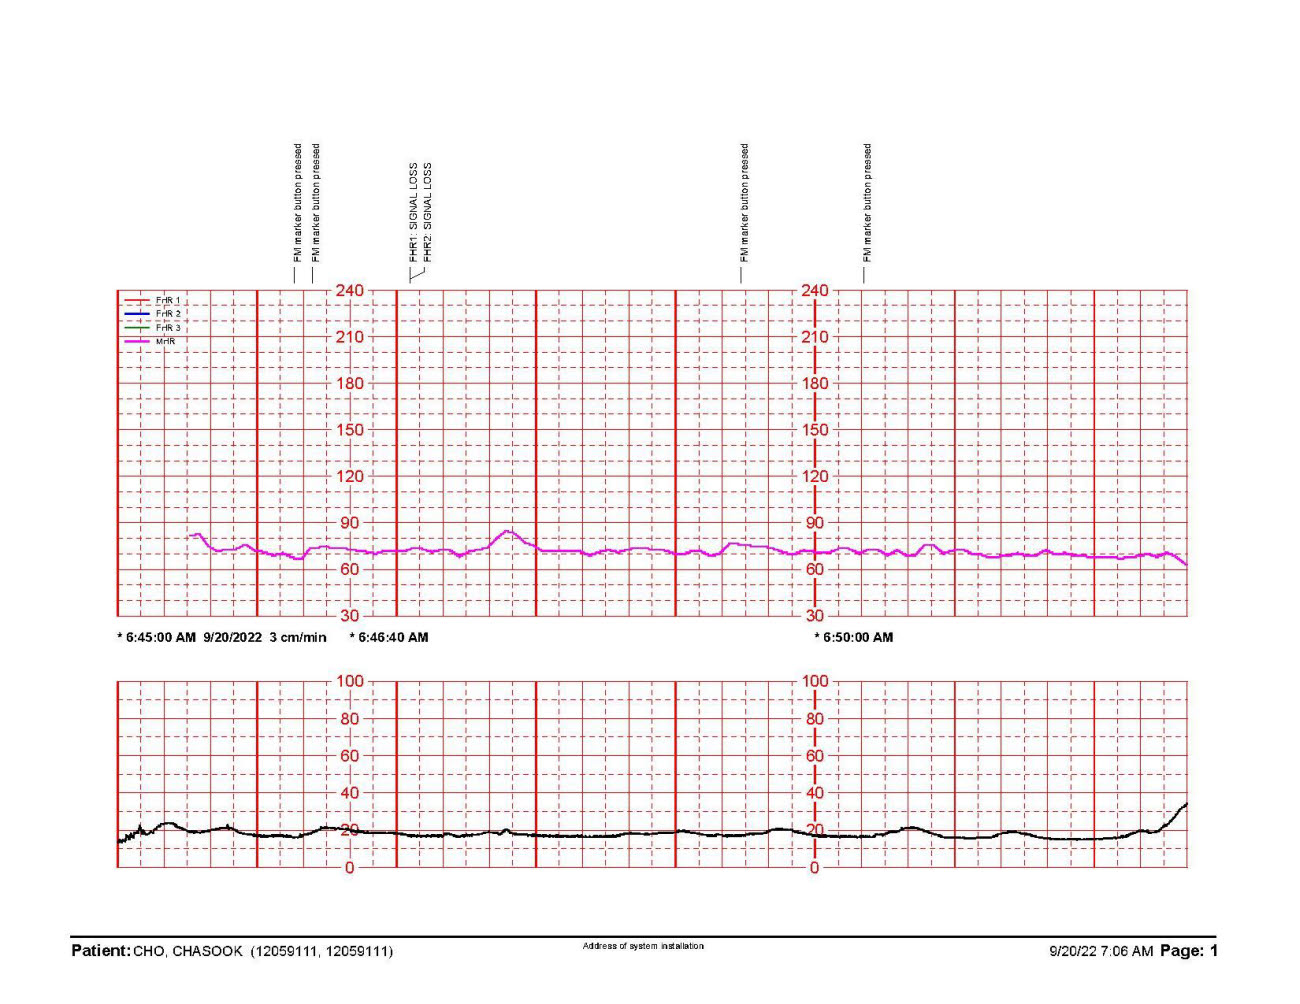 FM marker button pressed
FM marker button pressed
FHR1: SIGNAL LOSS
FHR2: SIGNAL LOSS
FM marker button pressed
FM marker button pressed
FHR 1
FHR 2
FHR 3
MHR
240 240
210 210
180 180
150 150
120 120
90 90
60 60
30 30
* 6:45:00 AM 9/20/2022 3 cm/min * 6:46:40 AM * 6:50:00 AM
100 100
80 80
60 60
40 40
20 20
0 0
Patient: CHO, CHASOOK (12059111, 12059111) Address of system installation 9/20/22 7:06 AM Page: 1